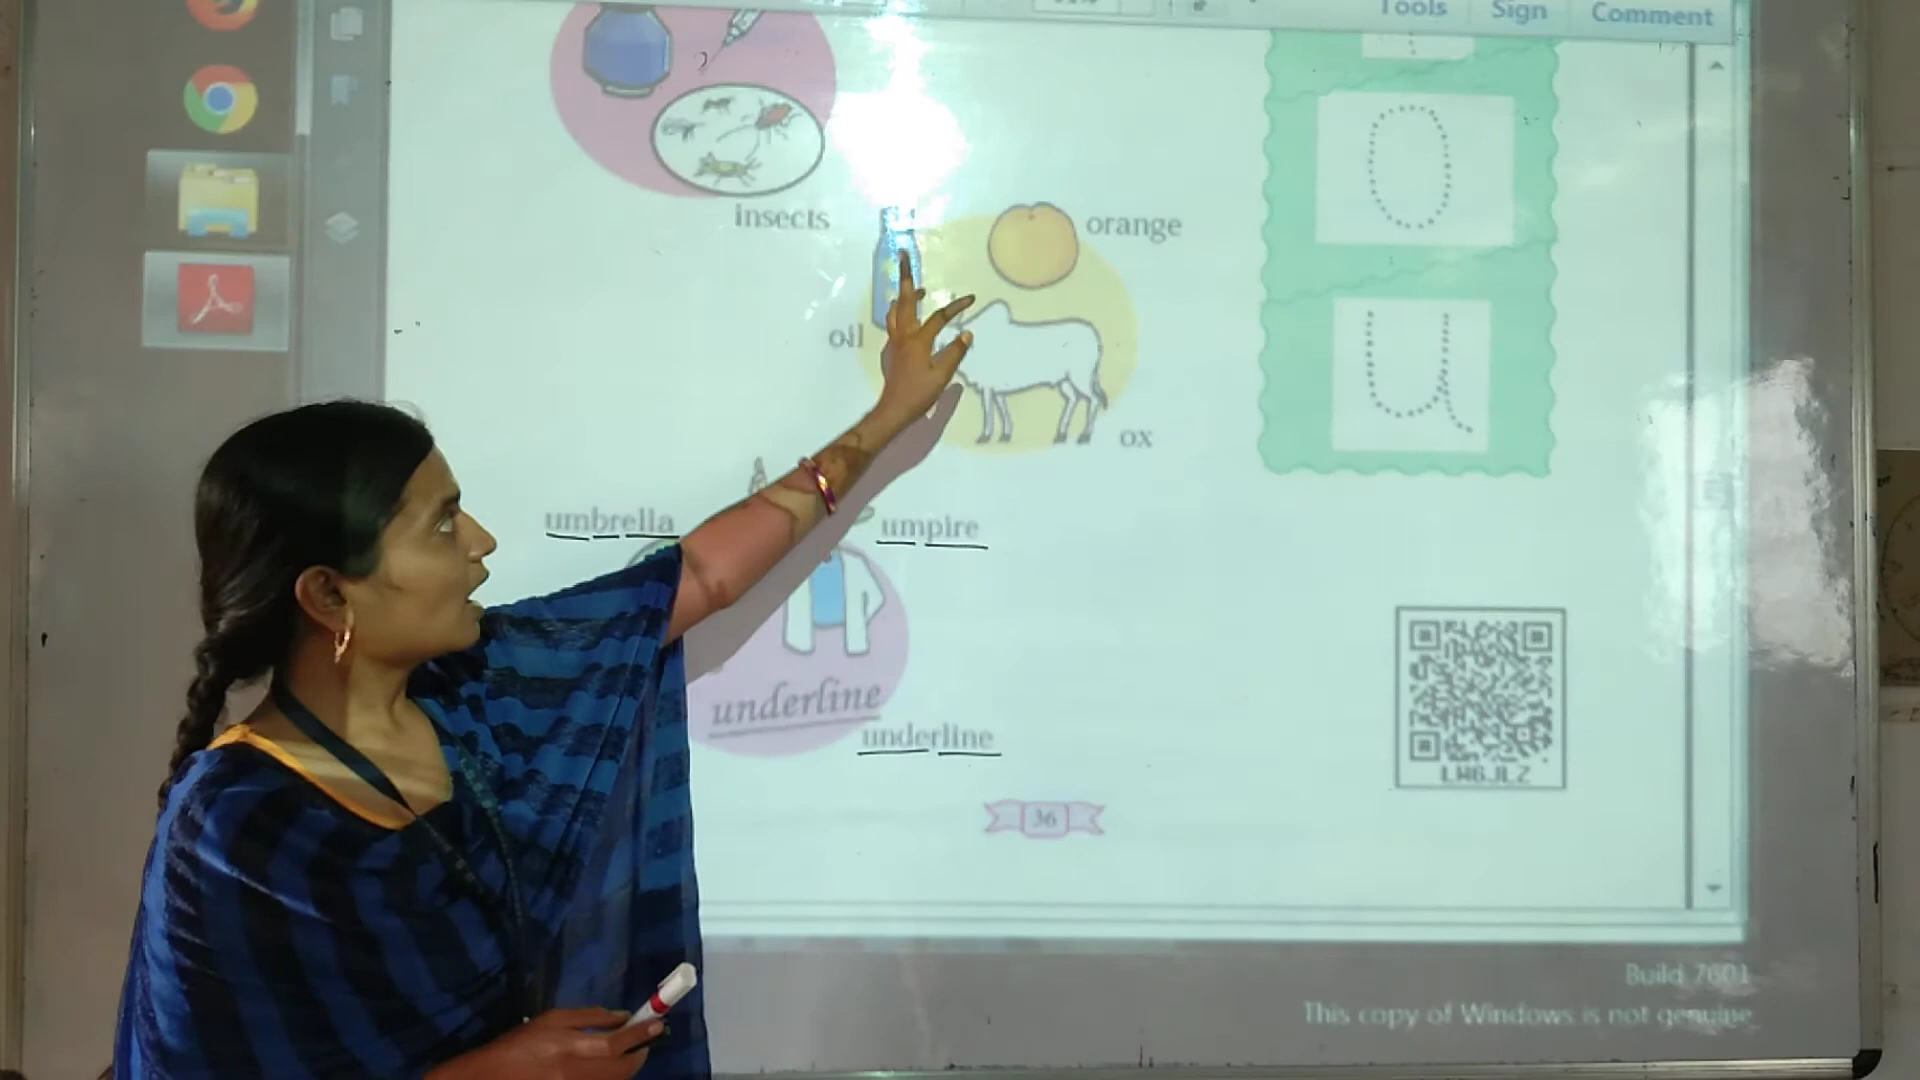 Tools Sign Comment
insects
orange
oil
ox
umbrella
umpire
underline
underline
36
LW6JLZ
Build 7601
This copy of Windows is not genuine